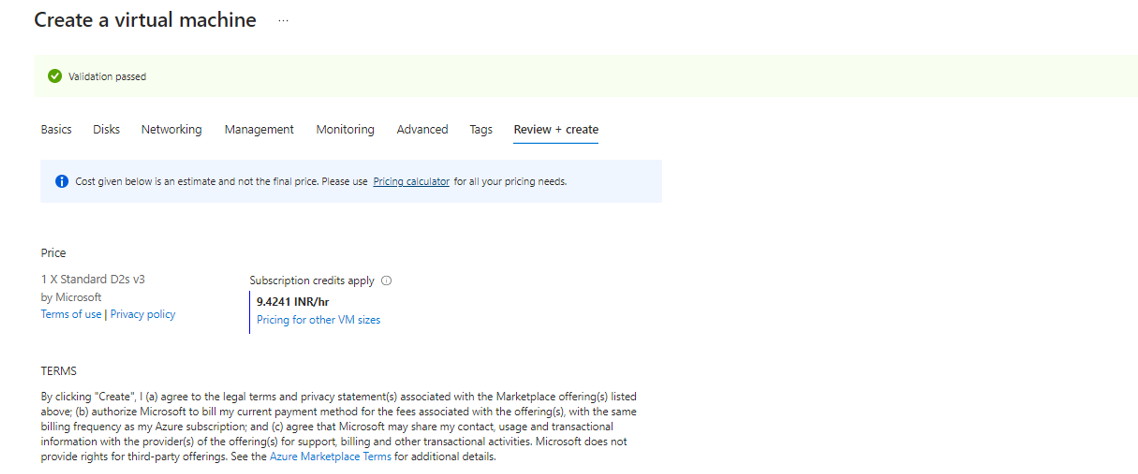 Create a virtual machine ...
Validation passed
Basics Disks Networking Management Monitoring Advanced Tags Review + create
Cost given below is an estimate and not the final price. Please use Pricing calculator for all your pricing needs.
Price
1 X Standard D2s v3
by Microsoft
Terms of use | Privacy policy
Subscription credits apply
9.4241 INR/hr
Pricing for other VM sizes
TERMS
By clicking "Create", I (a) agree to the legal terms and privacy statement(s) associated with the Marketplace offering(s) listed
above; (b) authorize Microsoft to bill my current payment method for the fees associated with the offering(s), with the same
billing frequency as my Azure subscription; and (c) agree that Microsoft may share my contact, usage and transactional
information with the provider(s) of the offering(s) for support, billing and other transactional activities. Microsoft does not
provide rights for third-party offerings. See the Azure Marketplace Terms for additional details.